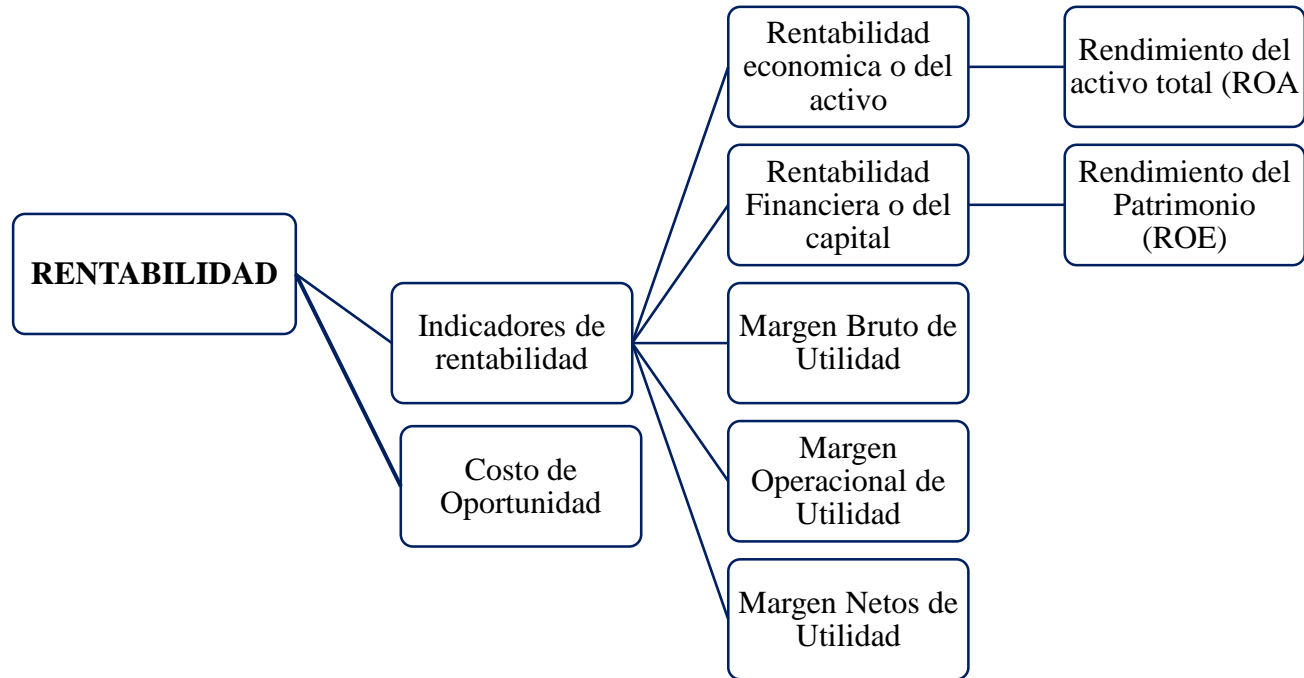 RENTABILIDAD
Indicadores de
rentabilidad
Costo de
Oportunidad
Rentabilidad
economica o del
activo
Rendimiento del
activo total (ROA
Rentabilidad
Financiera o del
capital
Rendimiento del
Patrimonio
(ROE)
Margen Bruto de
Utilidad
Margen
Operacional de
Utilidad
Margen Netos de
Utilidad